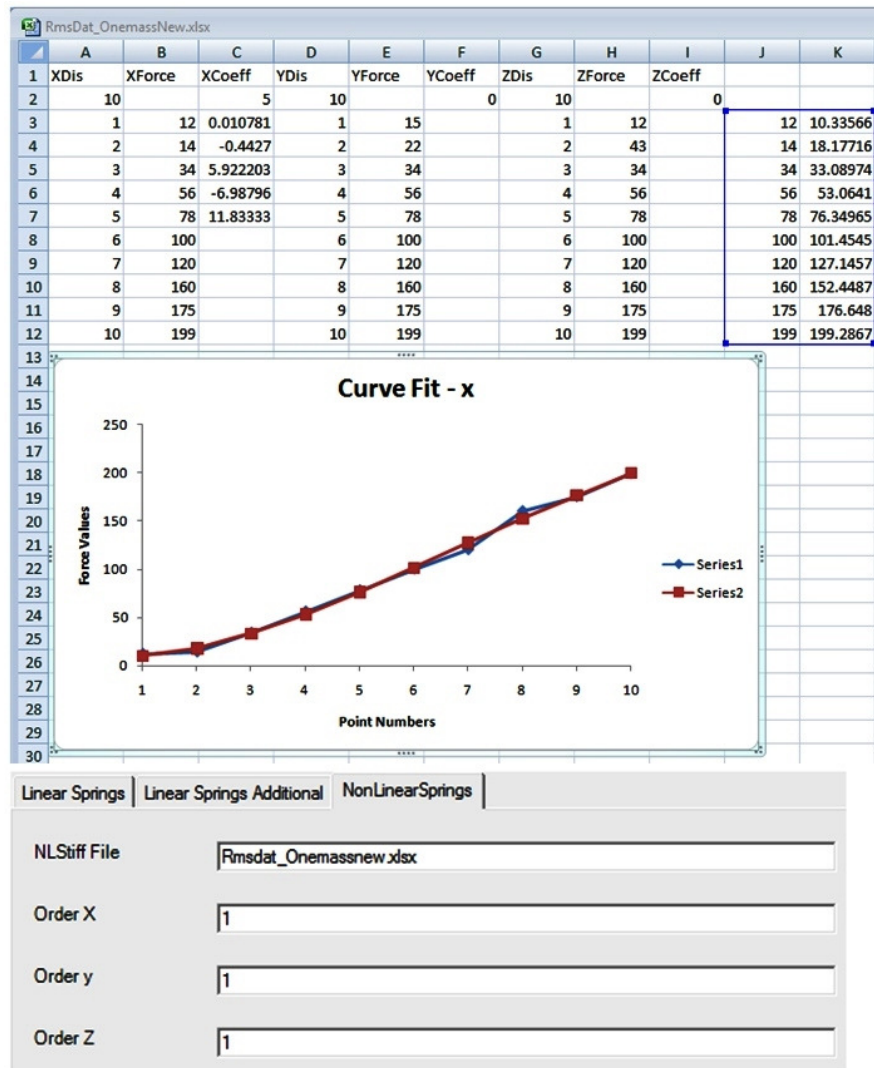 RmsDat_OnemassNew.xlsx
A B C D E F G H I J K
1 XDis XForce XCoeff YDis YForce YCoeff ZDis ZForce ZCoeff
2 10 5 10 0 10 0
3 1 12 0.010781 1 15 1 12 12 10.33566
4 2 14 -0.4427 2 22 2 43 14 18.17716
5 3 34 5.922203 3 34 3 34 34 33.08974
6 4 56 -6.98796 4 56 4 56 56 53.0641
7 5 78 11.83333 5 78 5 78 78 76.34965
8 6 100 6 100 6 100 100 101.4545
9 7 120 7 120 7 120 120 127.1457
10 8 160 8 160 8 160 160 152.4487
11 9 175 9 175 9 175 175 176.648
12 10 199 10 199 10 199 199 199.2867
13
14
15
16
17
18
19
20
21
22
23
24
25
26
27
28
29
30
Curve Fit - x
250
200
150
100
50
0
Force Values
1 2 3 4 5 6 7 8 9 10
Point Numbers
Series1
Series2
Linear Springs Linear Springs Additional NonLinearSprings
NLStiff File Rmsdat_Onemassnew.xlsx
Order X 1
Order y 1
Order Z 1